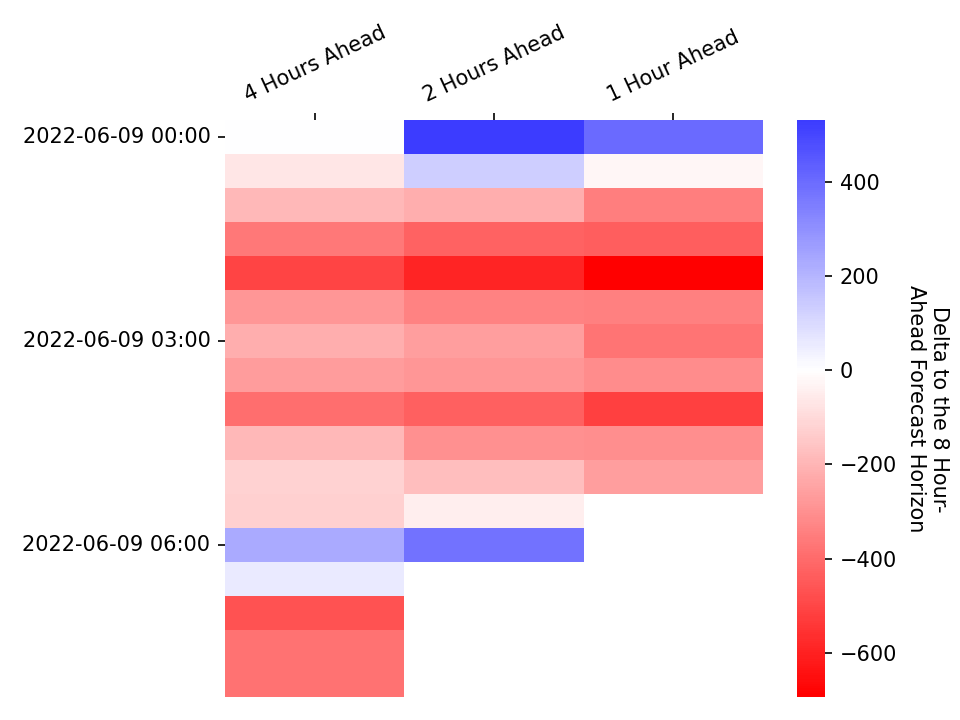 4 Hours Ahead
2 Hours Ahead
1 Hour Ahead
2022-06-09 00:00
2022-06-09 03:00
2022-06-09 06:00
400
200
0
−200
−400
−600
Delta to the 8 Hour-
Ahead Forecast Horizon